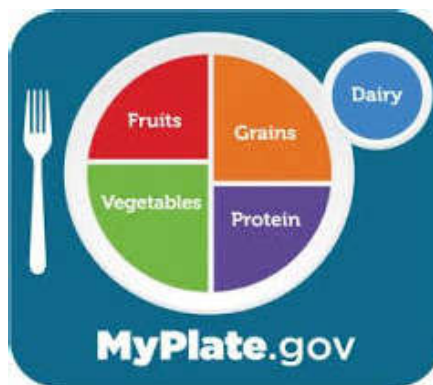 Fruits
Grains
Dairy
Vegetables
Protein
MyPlate.gov